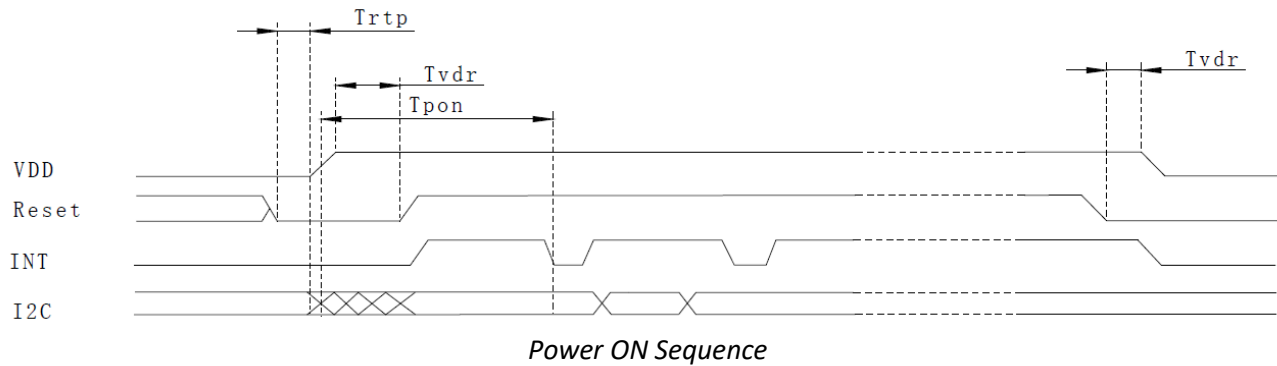 Trtp
Tvdr
Tvdr
Tpon
VDD
Reset
INT
I2C
Power ON Sequence